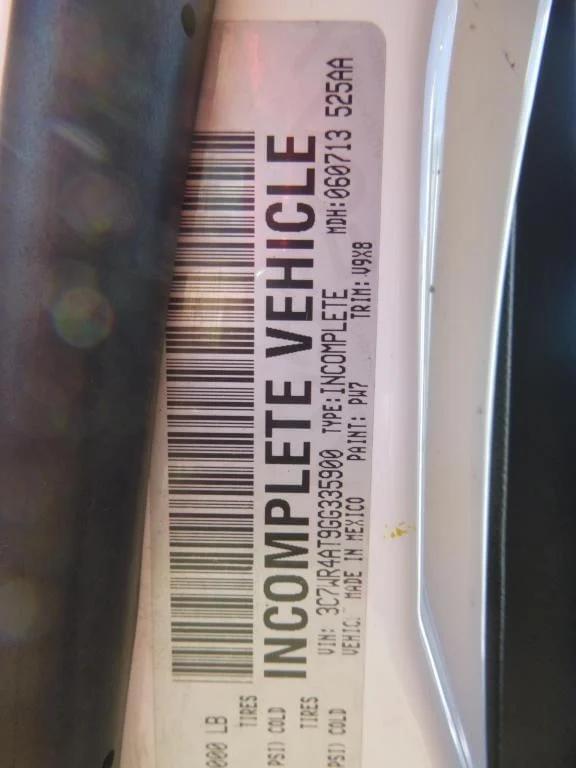 000 LB
TIRES
PSI) COLD
TIRES
PSI) COLD
INCOMPLETE VEHICLE
VIN: 3C7WR4AT9GG335900 TYPE:INCOMPLETE MDH:060713 525AA
VEHIC. MADE IN MEXICO PAINT: PW7 TRIM: V9X8